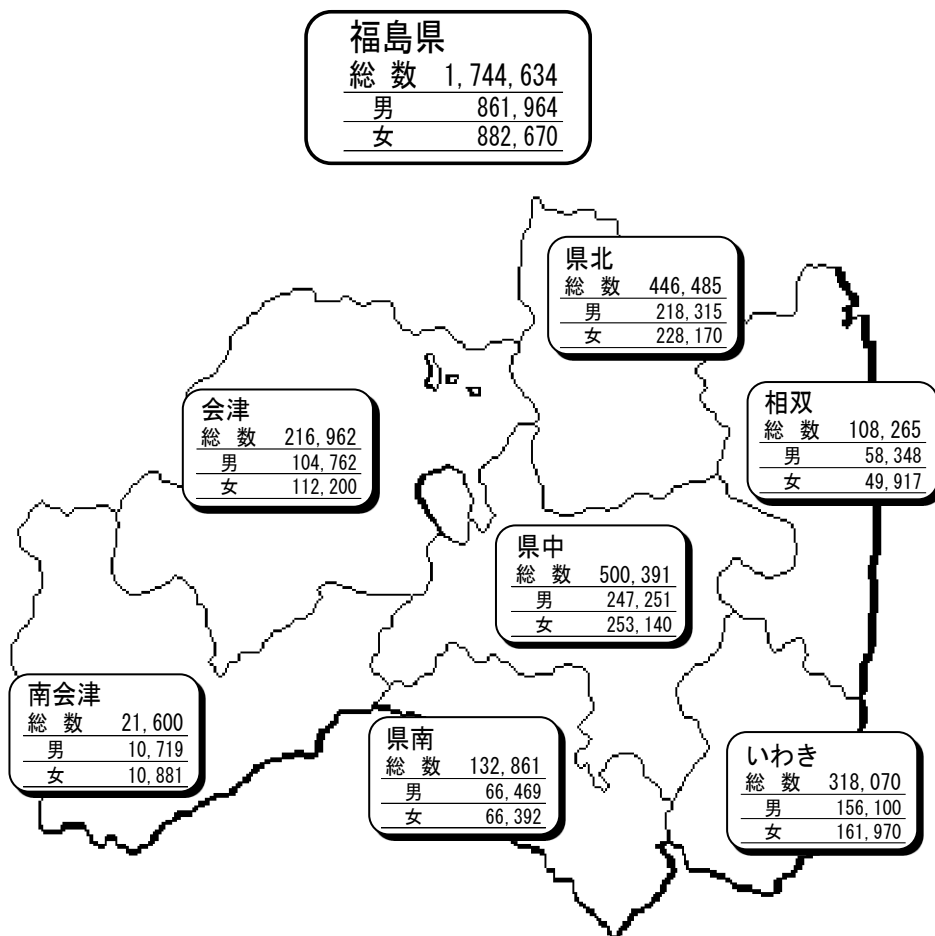 福島県
総 数 1,744,634
男 861,964
女 882,670
県北
総 数 446,485
男 218,315
女 228,170
会津
総 数 216,962
男 104,762
女 112,200
相双
総 数 108,265
男 58,348
女 49,917
県中
総 数 500,391
男 247,251
女 253,140
南会津
総 数 21,600
男 10,719
女 10,881
県南
総 数 132,861
男 66,469
女 66,392
いわき
総 数 318,070
男 156,100
女 161,970